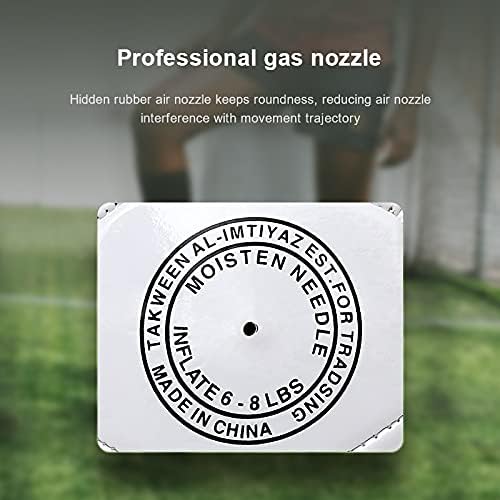 Professional gas nozzle
Hidden rubber air nozzle keeps roundness, reducing air nozzle
interference with movement trajectory
TAKWEEN AL-IMTIYAZ EST. FOR TRADSING
MOISTEN NEEDLE
INFLATE 6 - 8 LBS
MADE IN CHINA